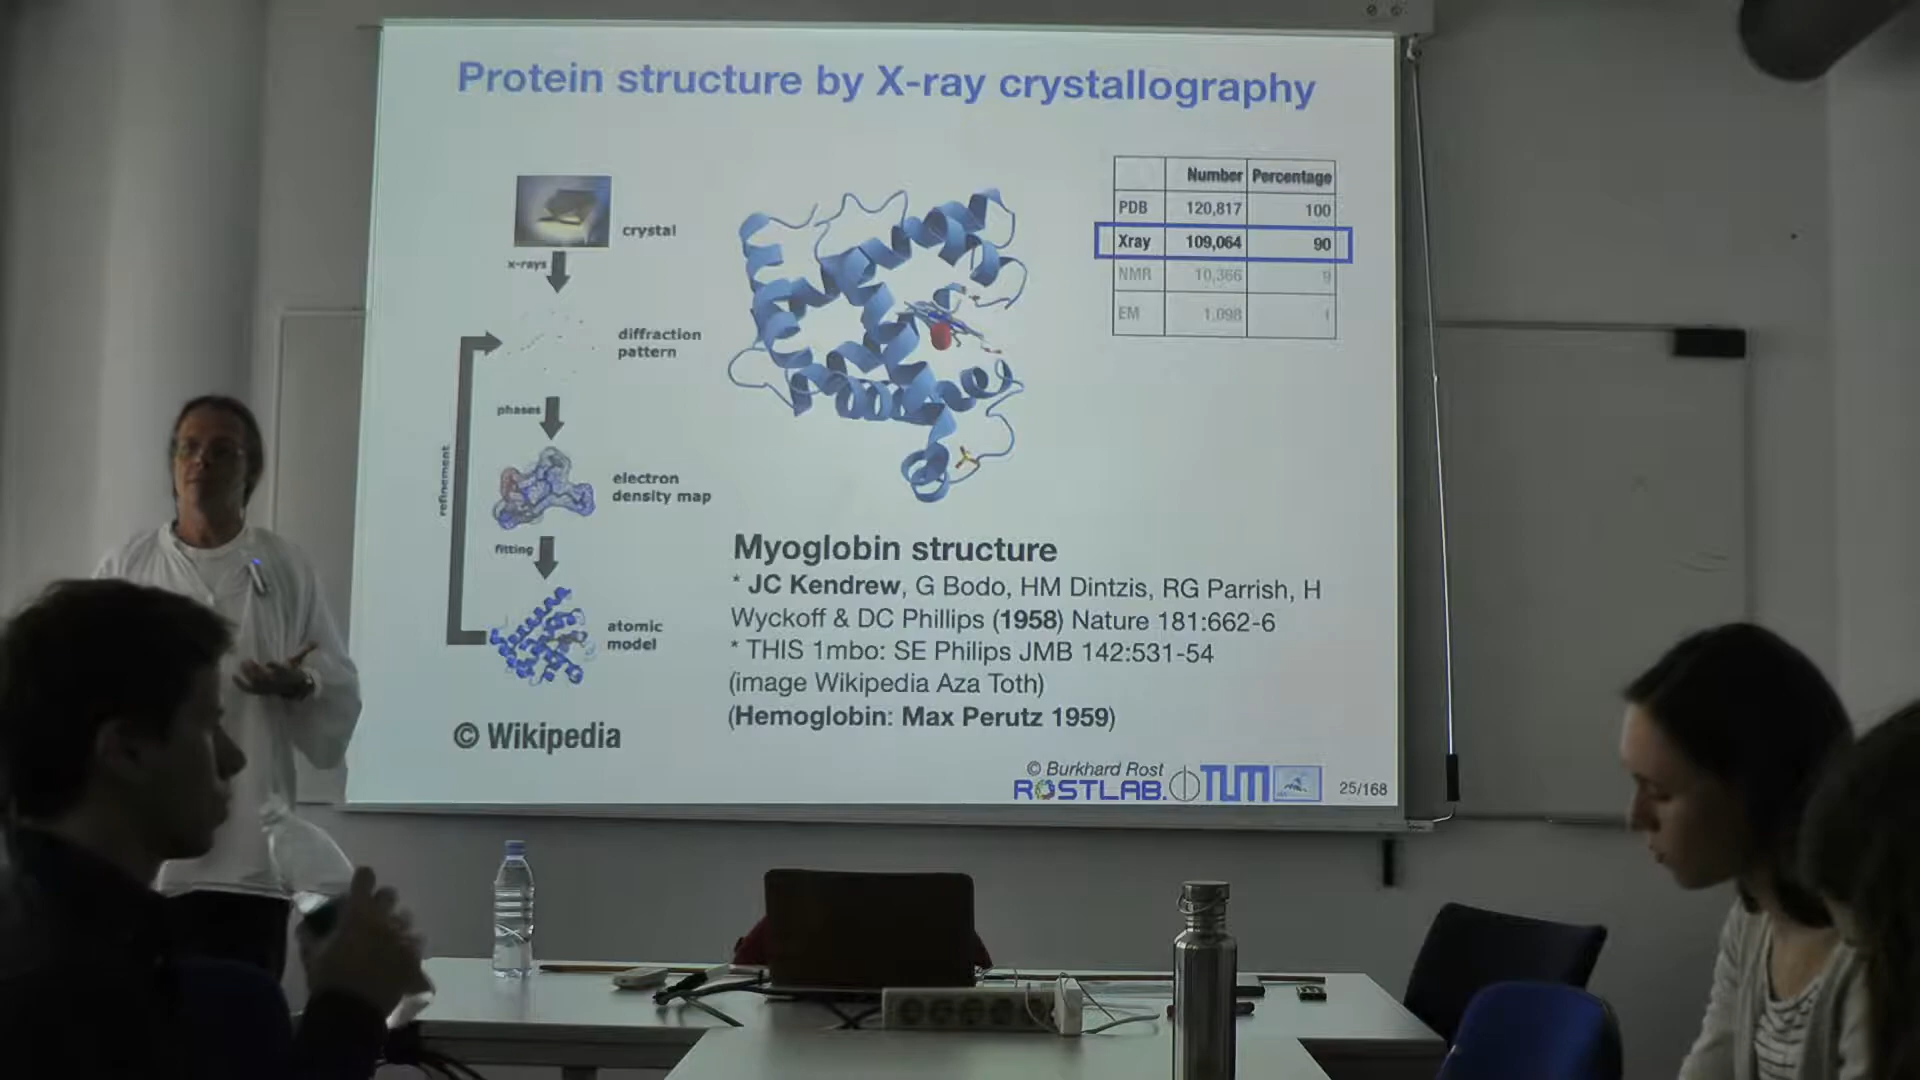 Protein structure by X-ray crystallography
crystal
x-rays
diffraction
pattern
phases
electron
density map
refinement
fitting
atomic
model
© Wikipedia
Number Percentage
PDB 120,817 100
Xray 109,064 90
NMR 10,366 9
EM 1,098 1
Myoglobin structure
* JC Kendrew, G Bodo, HM Dintzis, RG Parrish, H
Wyckoff & DC Phillips (1958) Nature 181:662-6
* THIS 1mbo: SE Philips JMB 142:531-54
(image Wikipedia Aza Toth)
(Hemoglobin: Max Perutz 1959)
© Burkhard Rost
ROSTLAB. TUM
25/168